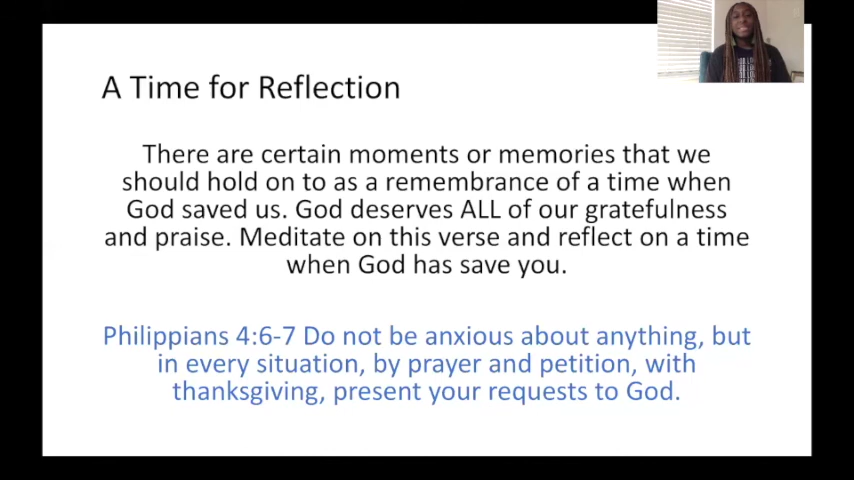 A Time for Reflection
There are certain moments or memories that we
should hold on to as a remembrance of a time when
God saved us. God deserves ALL of our gratefulness
and praise. Meditate on this verse and reflect on a time
when God has save you.
Philippians 4:6-7 Do not be anxious about anything, but
in every situation, by prayer and petition, with
thanksgiving, present your requests to God.